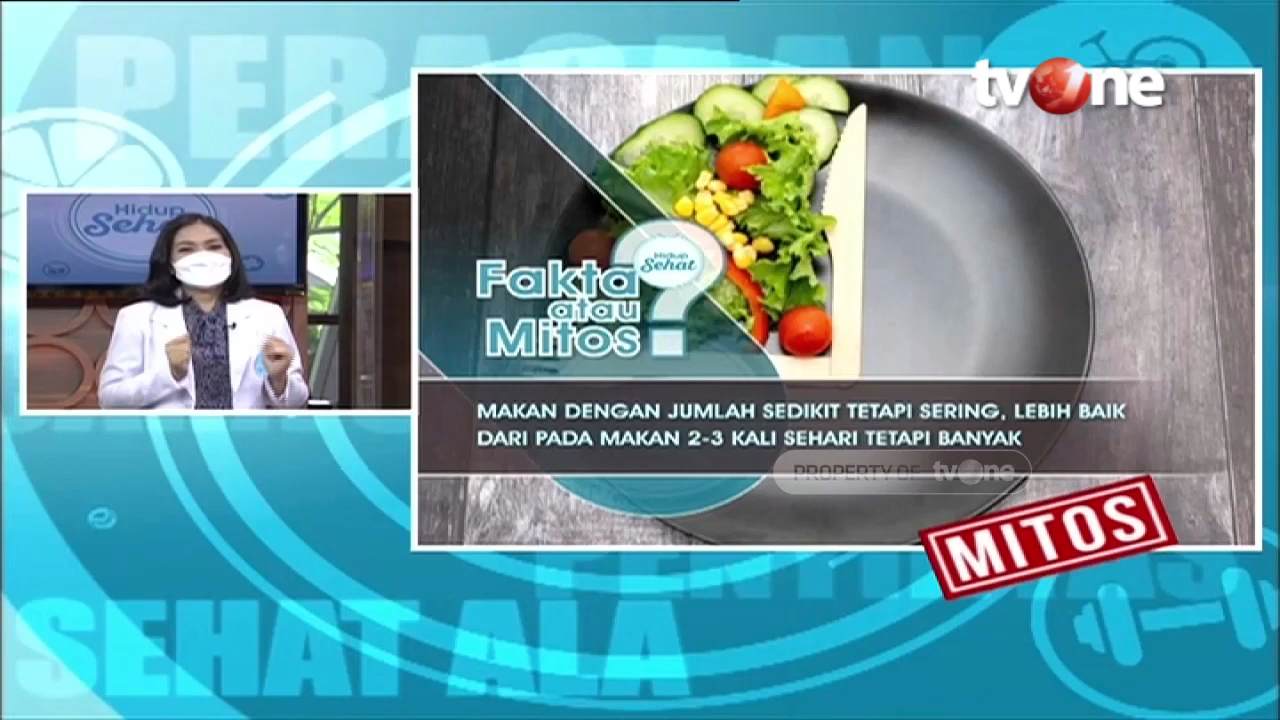 PERASAAN
tvOne
Hidup
Sehat
Hidup
Sehat
Fakta
atau
Mitos
?
MAKAN DENGAN JUMLAH SEDIKIT TETAPI SERING, LEBIH BAIK
DARI PADA MAKAN 2-3 KALI SEHARI TETAPI BANYAK
PROPERTY OF tvOne
MITOS
SEHAT ALA